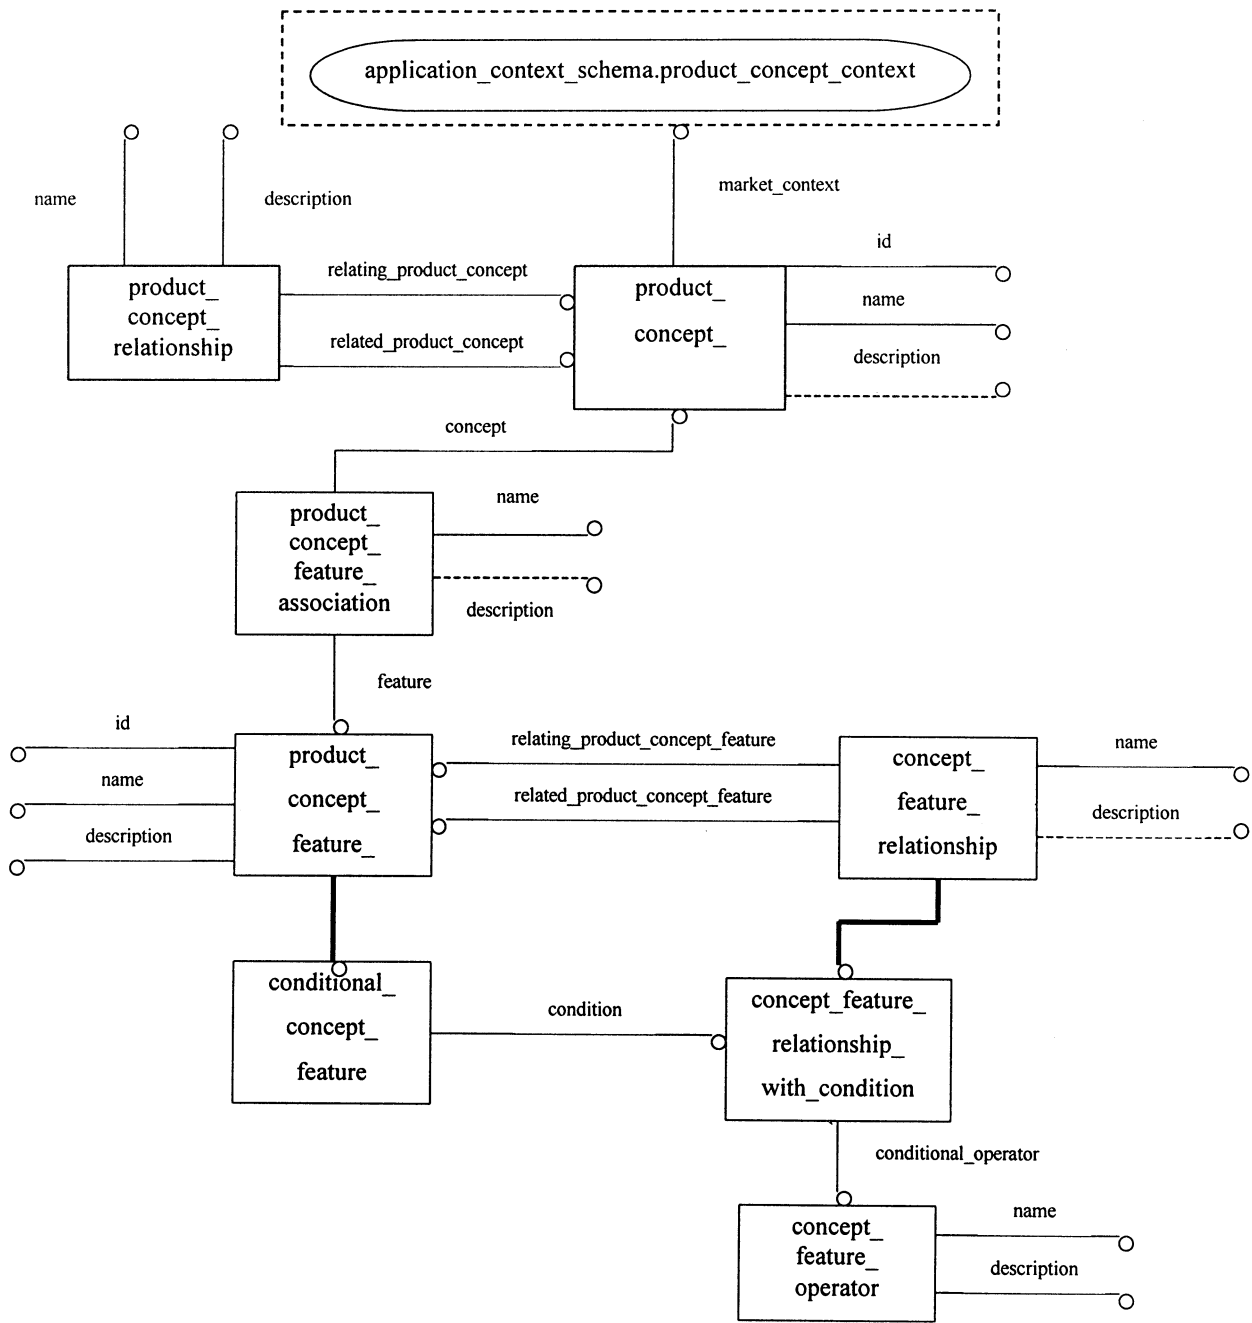 application_context_schema.product_concept_context
name
description
market_context
id
name
description
product_
concept_
relationship
relating_product_concept
related_product_concept
product_
concept_
concept
product_
concept_
feature_
association
name
description
feature
id
name
description
product_
concept_
feature_
relating_product_concept_feature
related_product_concept_feature
concept_
feature_
relationship
name
description
conditional_
concept_
feature
condition
concept_feature_
relationship_
with_condition
conditional_operator
concept_
feature_
operator
name
description